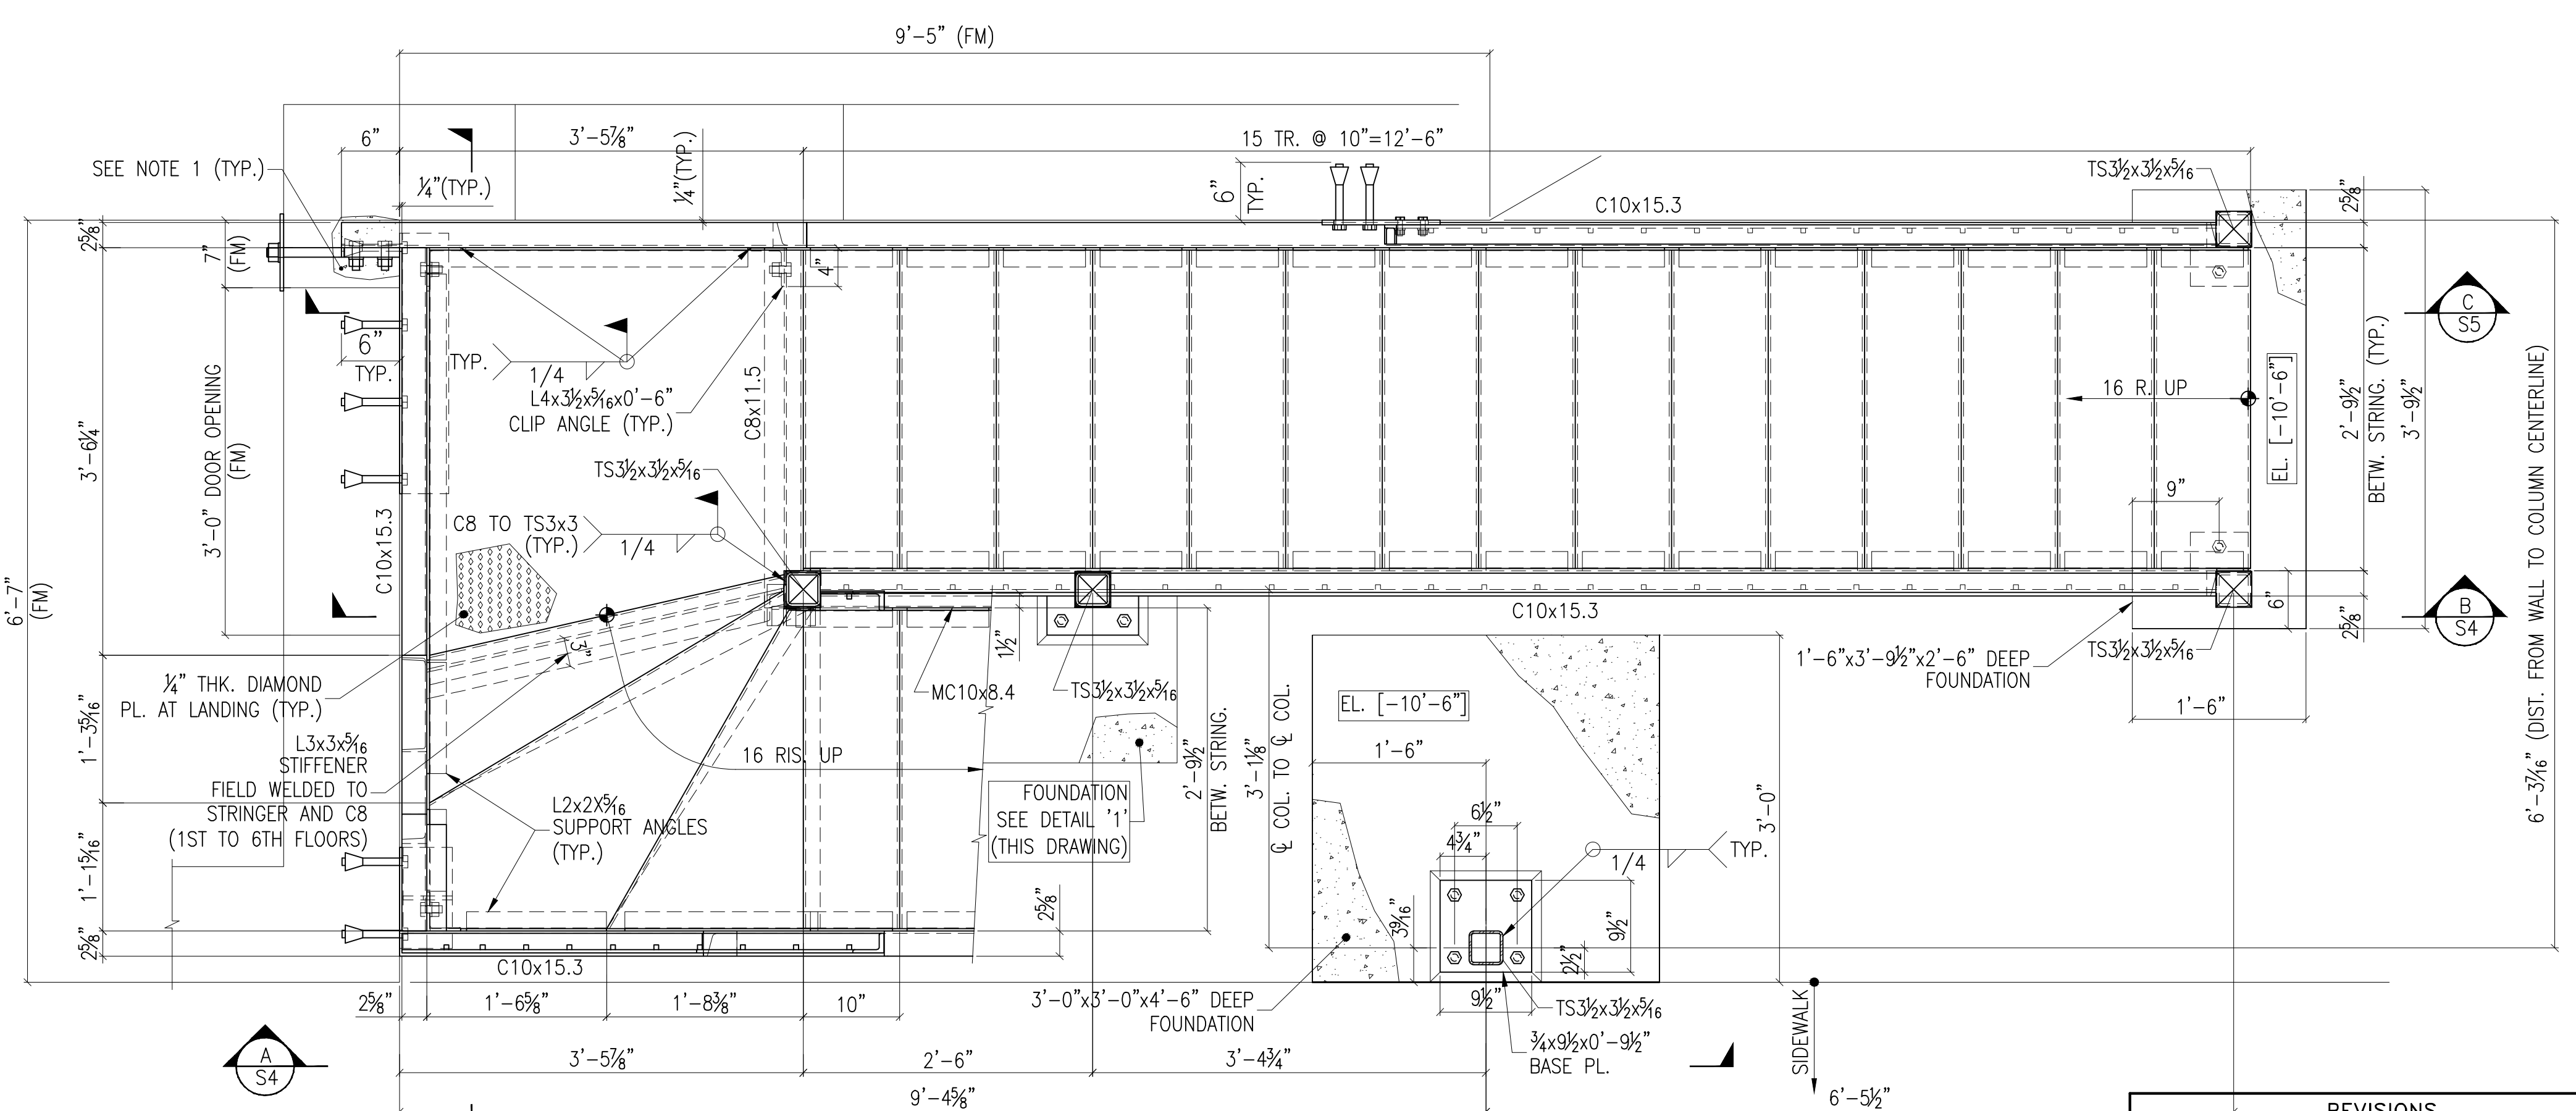 9'-5" (FM)
6"
3'-5⅞"
¼"(TYP.)
15 TR. @ 10"=12'-6"
SEE NOTE 1 (TYP.)
¼"(TYP.)
6"
TYP.
C10x15.3
TS3½x3½x5⁄16
2⅝"
2⅝"
7"
(FM)
4"
C
S5
6"
TYP.
TYP.
1/4
L4x3½x5⁄16x0'-6"
CLIP ANGLE (TYP.)
C8x11.5
16 R. UP
EL. [-10'-6"]
2'-9½"
BETW. STRING. (TYP.)
3'-9½"
6'-3 7⁄16" (DIST. FROM WALL TO COLUMN CENTERLINE)
3'-6¼"
3'-0" DOOR OPENING
(FM)
TS3½x3½x5⁄16
9"
C10x15.3
C8 TO TS3x3
(TYP.)
1/4
6'-7"
(FM)
C10x15.3
6"
2⅝"
B
S4
3"
1½"
1'-6"x3'-9½"x2'-6" DEEP
FOUNDATION
TS3½x3½x5⁄16
¼" THK. DIAMOND
PL. AT LANDING (TYP.)
MC10x8.4
TS3½x3½x5⁄16
EL. [-10'-6"]
1'-6"
1'-3 5⁄16"
L3x3x5⁄16
STIFFENER
FIELD WELDED TO
STRINGER AND C8
(1ST TO 6TH FLOORS)
16 RIS. UP
2'-9½"
BETW. STRING.
3'-1⅛"
℄ COL. TO ℄ COL.
1'-6"
3'-0"
L2x2X5⁄16
SUPPORT ANGLES
(TYP.)
FOUNDATION
SEE DETAIL '1'
(THIS DRAWING)
6½"
4¾"
1/4
TYP.
1'-1 15⁄16"
2⅝"
2⅝"
3 9⁄16"
9½"
2½"
C10x15.3
2⅝"
1'-6⅝"
1'-8⅜"
10"
3'-0"x3'-0"x4'-6" DEEP
FOUNDATION
9½"
TS3½x3½x5⁄16
¾x9½x0'-9½"
BASE PL.
SIDEWALK
A
S4
3'-5⅞"
2'-6"
3'-4¾"
9'-4⅝"
6'-5½"
REVISIONS